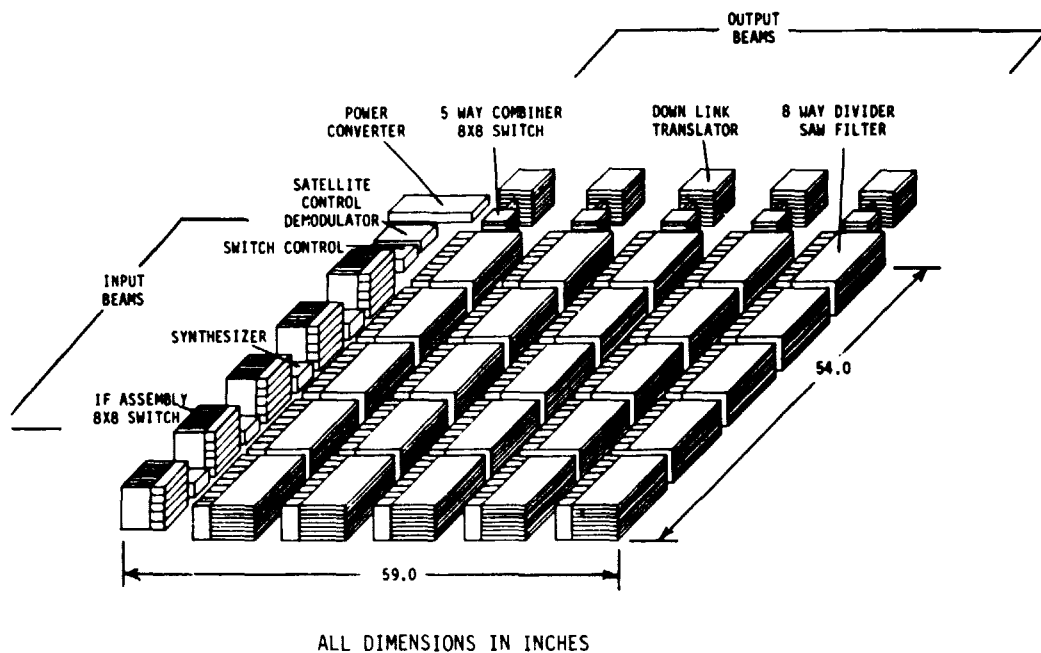 OUTPUT
BEAMS
POWER
CONVERTER
5 WAY COMBINER
8X8 SWITCH
DOWN LINK
TRANSLATOR
8 WAY DIVIDER
SAW FILTER
SATELLITE
CONTROL
DEMODULATOR
SWITCH CONTROL
INPUT
BEAMS
SYNTHESIZER
IF ASSEMBLY
8X8 SWITCH
54.0
59.0
ALL DIMENSIONS IN INCHES